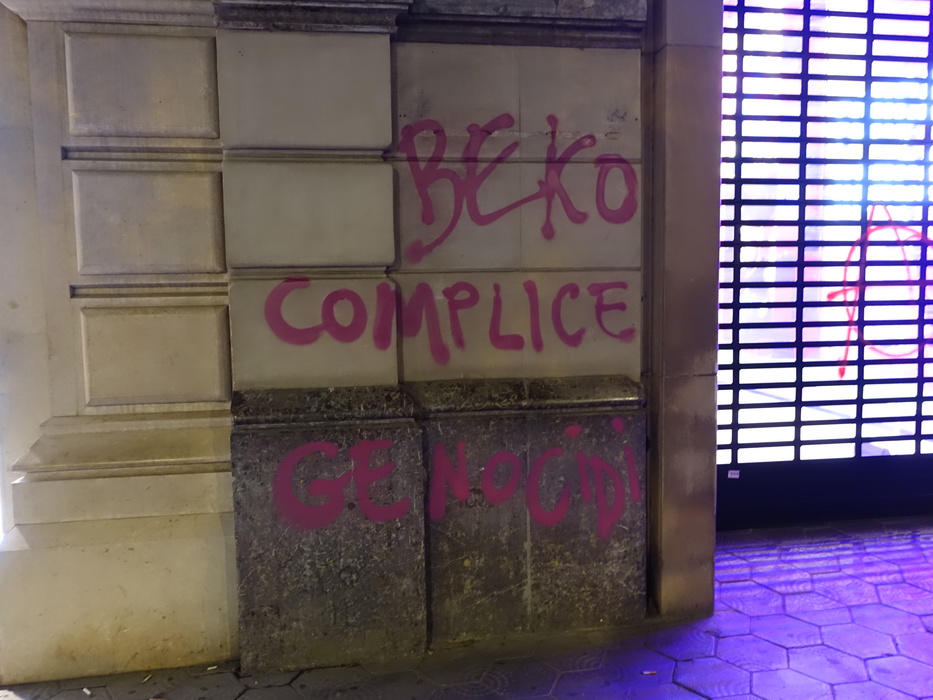 BEKO
COMPLICE
GENOCIDI